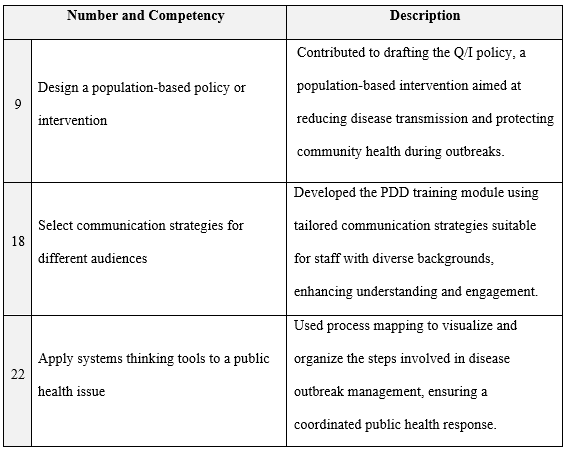 Number and Competency Description
9
Design a population-based policy or
intervention
Contributed to drafting the Q/I policy, a
population-based intervention aimed at
reducing disease transmission and protecting
community health during outbreaks.
18
Select communication strategies for
different audiences
Developed the PDD training module using
tailored communication strategies suitable
for staff with diverse backgrounds,
enhancing understanding and engagement.
22
Apply systems thinking tools to a public
health issue
Used process mapping to visualize and
organize the steps involved in disease
outbreak management, ensuring a
coordinated public health response.